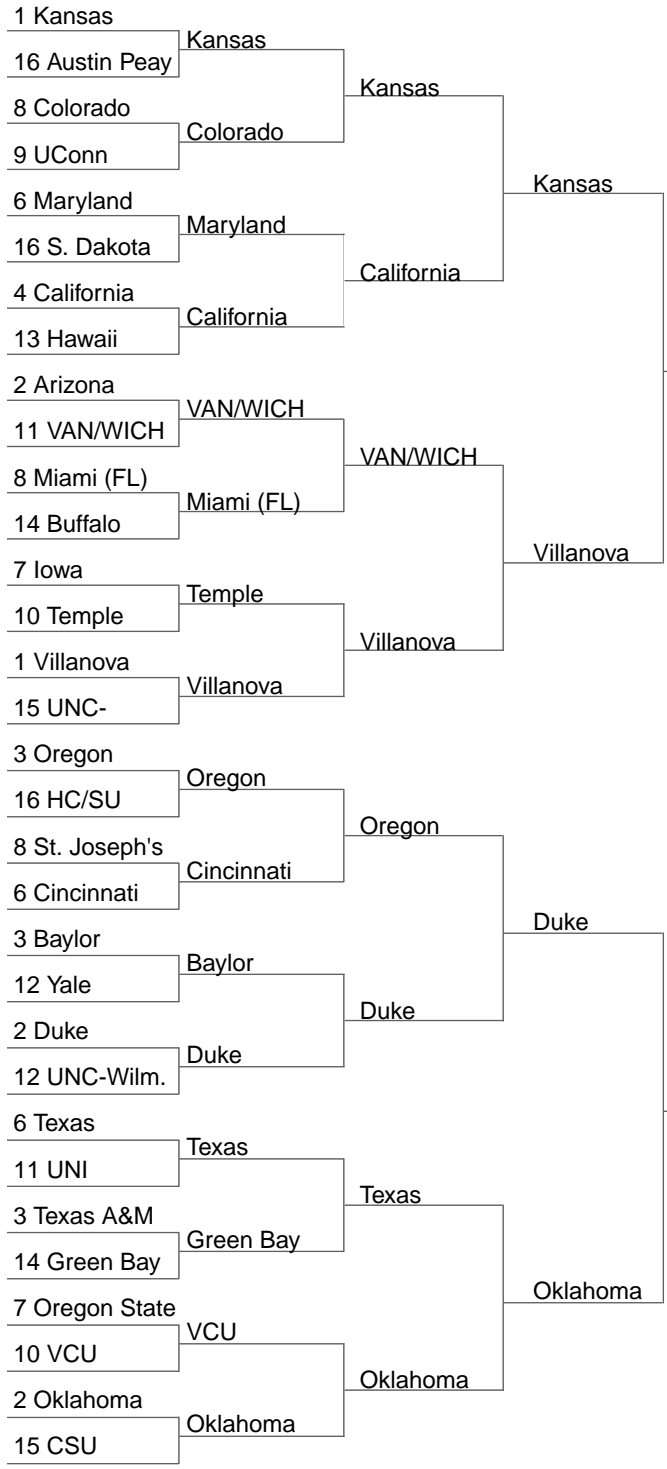 1 Kansas
16 Austin Peay
8 Colorado
9 UConn
6 Maryland
16 S. Dakota
4 California
13 Hawaii
2 Arizona
11 VAN/WICH
8 Miami (FL)
14 Buffalo
7 Iowa
10 Temple
1 Villanova
15 UNC-
3 Oregon
16 HC/SU
8 St. Joseph's
6 Cincinnati
3 Baylor
12 Yale
2 Duke
12 UNC-Wilm.
6 Texas
11 UNI
3 Texas A&M
14 Green Bay
7 Oregon State
10 VCU
2 Oklahoma
15 CSU
Kansas
Colorado
Maryland
California
VAN/WICH
Miami (FL)
Temple
Villanova
Oregon
Cincinnati
Baylor
Duke
Texas
Green Bay
VCU
Oklahoma
Kansas
California
VAN/WICH
Villanova
Oregon
Duke
Texas
Oklahoma
Kansas
Villanova
Duke
Oklahoma